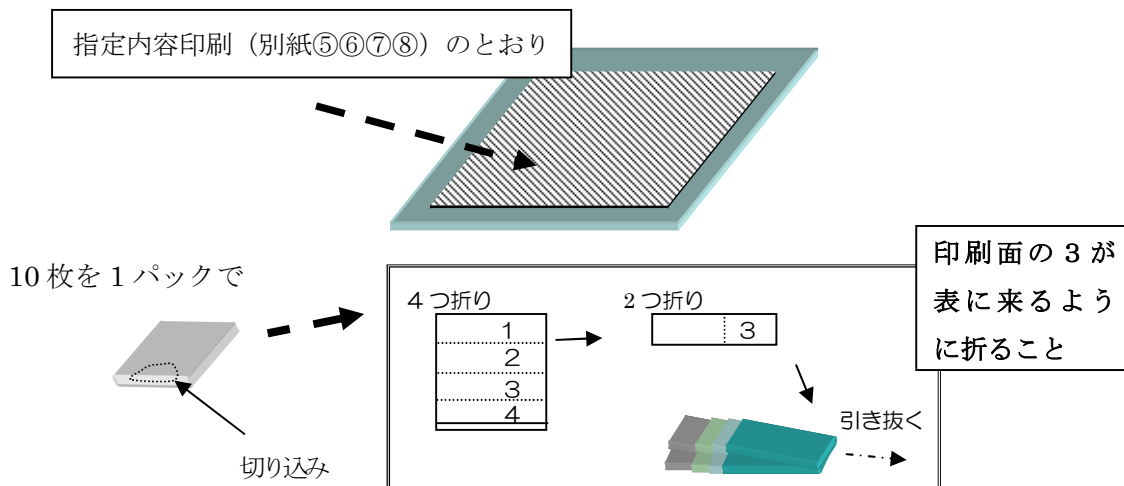 指定内容印刷（別紙⑤⑥⑦⑧）のとおり
10 枚を 1 パックで
切り込み
4 つ折り
1
2
3
4
2 つ折り
3
引き抜く
印刷面の 3 が
表に来るよう
に折ること